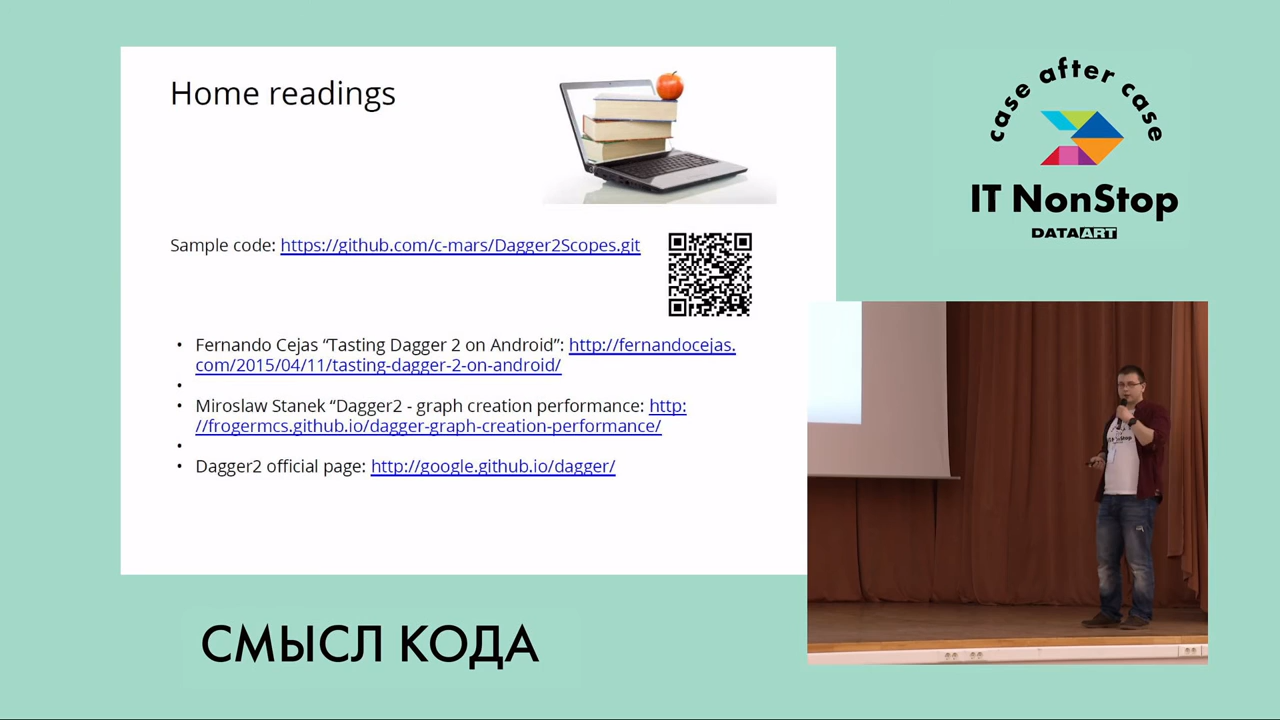 Home readings
Sample code: https://github.com/c-mars/Dagger2Scopes.git
• Fernando Cejas “Tasting Dagger 2 on Android”: http://fernandocejas.
com/2015/04/11/tasting-dagger-2-on-android/
•
• Miroslaw Stanek “Dagger2 - graph creation performance: http:
//frogermcs.github.io/dagger-graph-creation-performance/
•
• Dagger2 official page: http://google.github.io/dagger/
case after case
IT NonStop
DATAART
СМЫСЛ КОДА